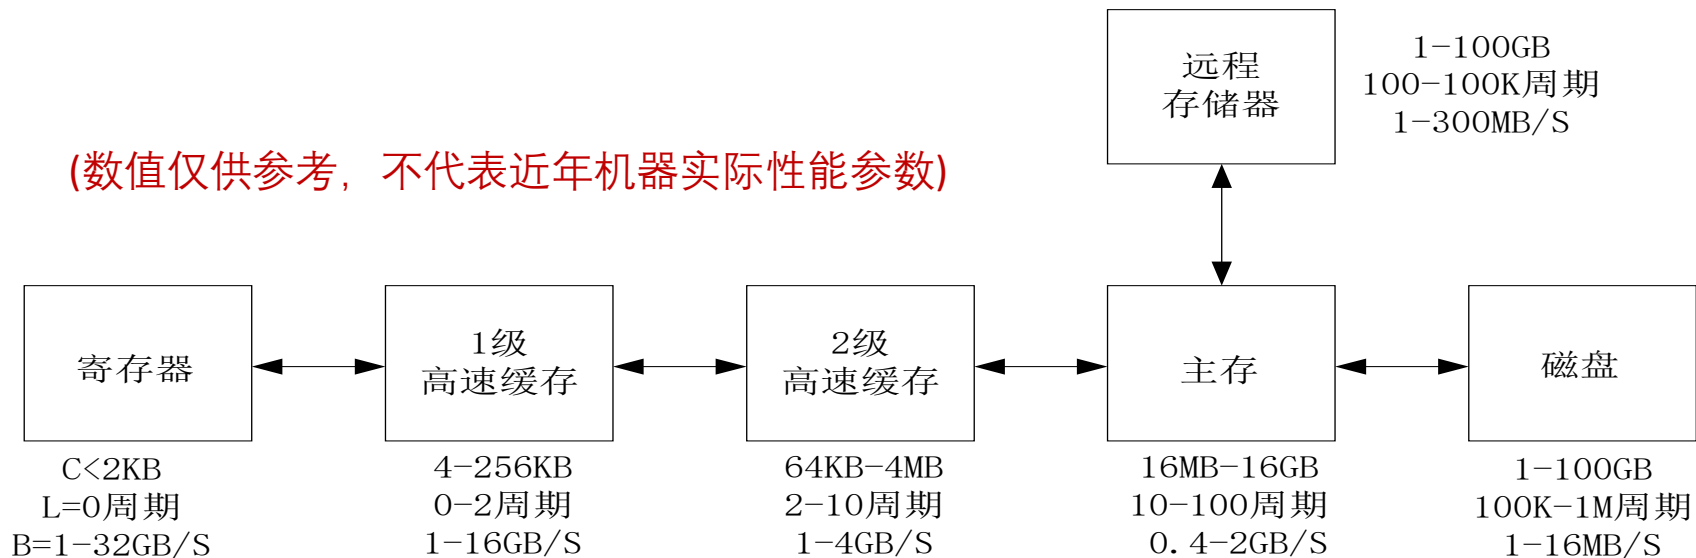 远程
存储器
1-100GB
100-100K周期
1-300MB/S
(数值仅供参考，不代表近年机器实际性能参数)
寄存器
1级
高速缓存
2级
高速缓存
主存
磁盘
C<2KB
L=0周期
B=1-32GB/S
4-256KB
0-2周期
1-16GB/S
64KB-4MB
2-10周期
1-4GB/S
16MB-16GB
10-100周期
0.4-2GB/S
1-100GB
100K-1M周期
1-16MB/S